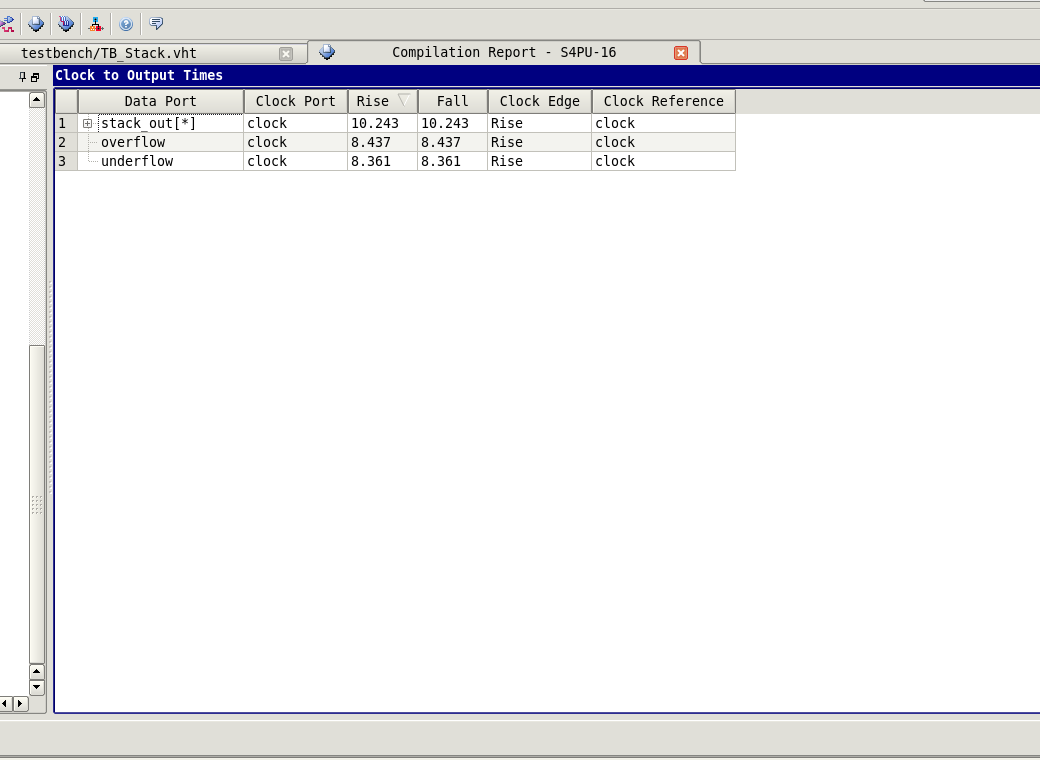 testbench/TB_Stack.vht
Compilation Report - S4PU-16
Clock to Output Times
Data Port Clock Port Rise Fall Clock Edge Clock Reference
1 stack_out[*] clock 10.243 10.243 Rise clock
2 overflow clock 8.437 8.437 Rise clock
3 underflow clock 8.361 8.361 Rise clock